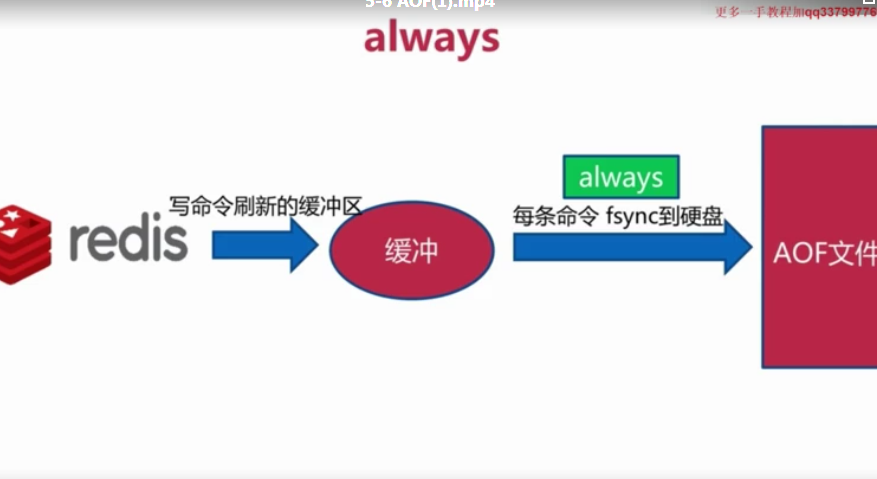 5-6 AOF(1).mp4
更多一手教程加qq33799776
always
always
写命令刷新的缓冲区
每条命令 fsync到硬盘
redis
缓冲
AOF文件